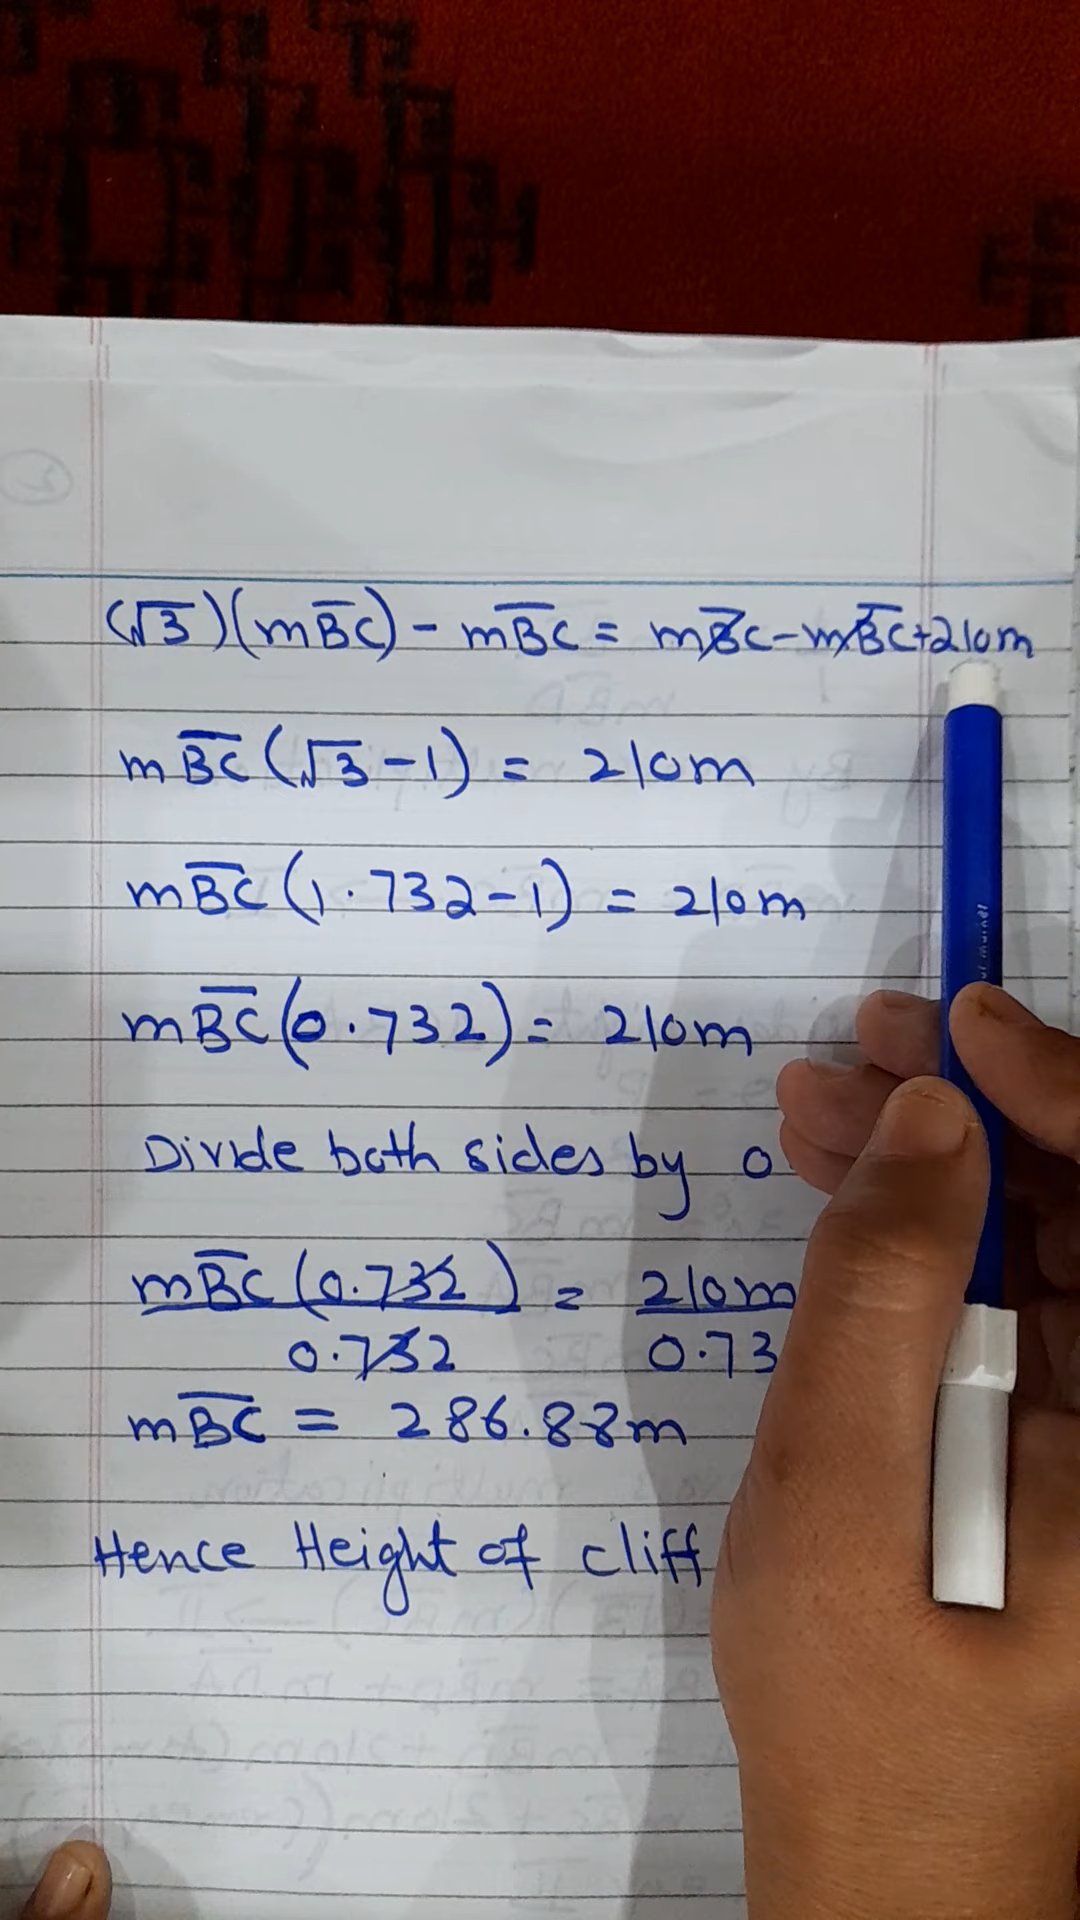 (√3)(mBC) - mBC = mBC - mBC + 210m
mBC (√3 - 1) = 210m
mBC (1.732 - 1) = 210m
mBC (0.732) = 210m
Divide both sides by 0
mBC (0.732) = 210m
0.732 0.73
mBC = 286.88m
Hence Height of cliff